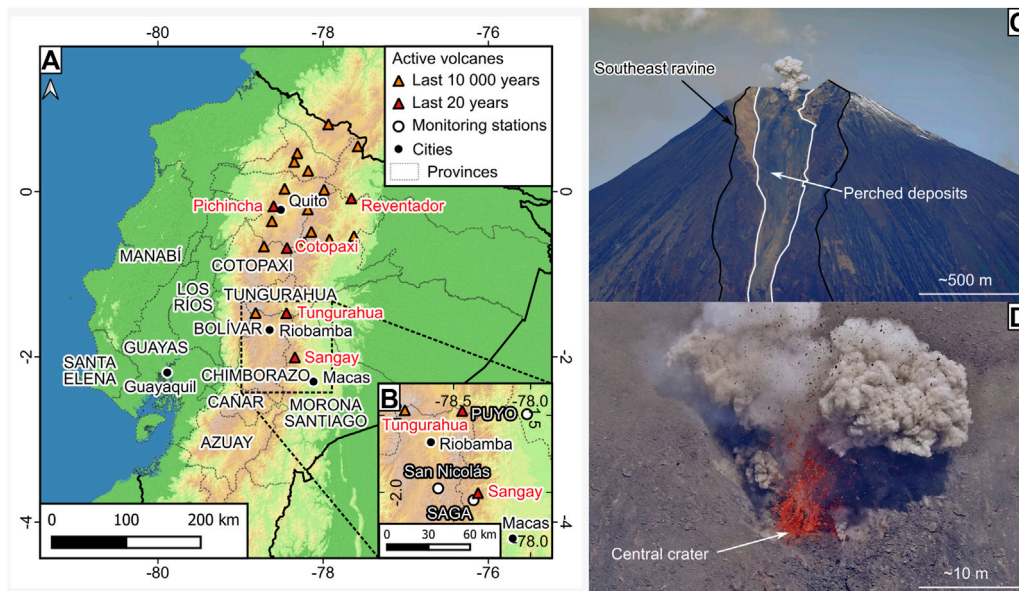 A
-80
-78
-76
0
-2
-4
Active volcanes
Last 10 000 years
Last 20 years
Monitoring stations
Cities
Provinces
Pichincha
Quito
Reventador
Cotopaxi
MANABÍ
COTOPAXI
LOS
RÍOS
TUNGURAHUA
Tungurahua
BOLÍVAR
Riobamba
GUAYAS
SANTA
ELENA
Guayaquil
Sangay
CHIMBORAZO
Macas
CAÑAR
MORONA
SANTIAGO
AZUAY
0 100 200 km
-80
-78
-76
B
-78.5
-78.0
PUYO
-1.5
Tungurahua
Riobamba
San Nicolás
-2.0
Sangay
SAGA
Macas
0 30 60 km
-78.0
C
Southeast ravine
Perched deposits
~500 m
D
Central crater
~10 m